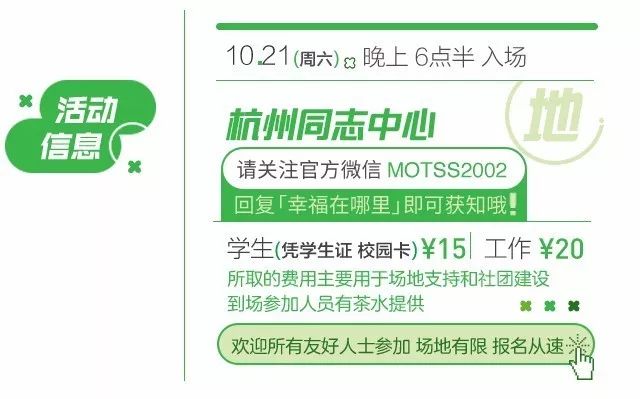 活动
信息
10.21(周六) 晚上 6点半 入场
地
杭州同志中心
请关注官方微信 MOTSS2002
回复「幸福在哪里」即可获知哦!
学生(凭学生证 校园卡)¥15 工作 ¥20
所取的费用主要用于场地支持和社团建设
到场参加人员有茶水提供
欢迎所有友好人士参加 场地有限 报名从速